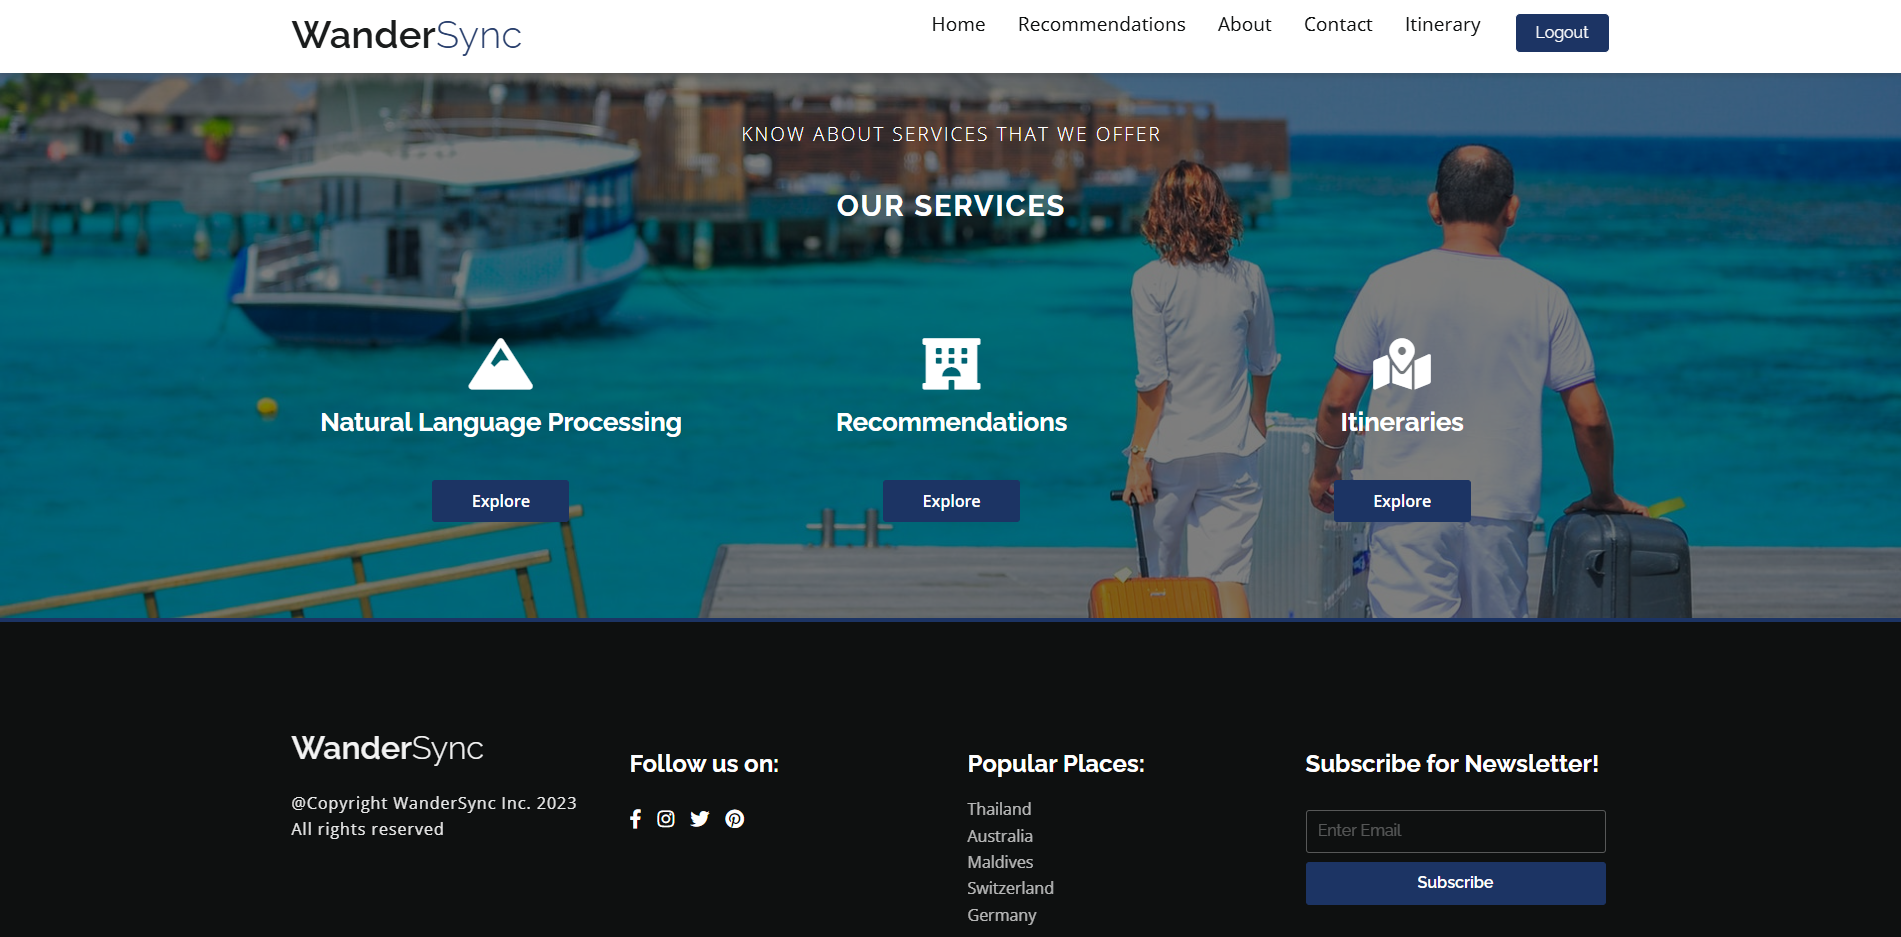 WanderSync
Home Recommendations About Contact Itinerary Logout
KNOW ABOUT SERVICES THAT WE OFFER
OUR SERVICES
Natural Language Processing
Explore
Recommendations
Explore
Itineraries
Explore
WanderSync
@Copyright WanderSync Inc. 2023
All rights reserved
Follow us on:
Popular Places:
Thailand
Australia
Maldives
Switzerland
Germany
Subscribe for Newsletter!
Enter Email
Subscribe